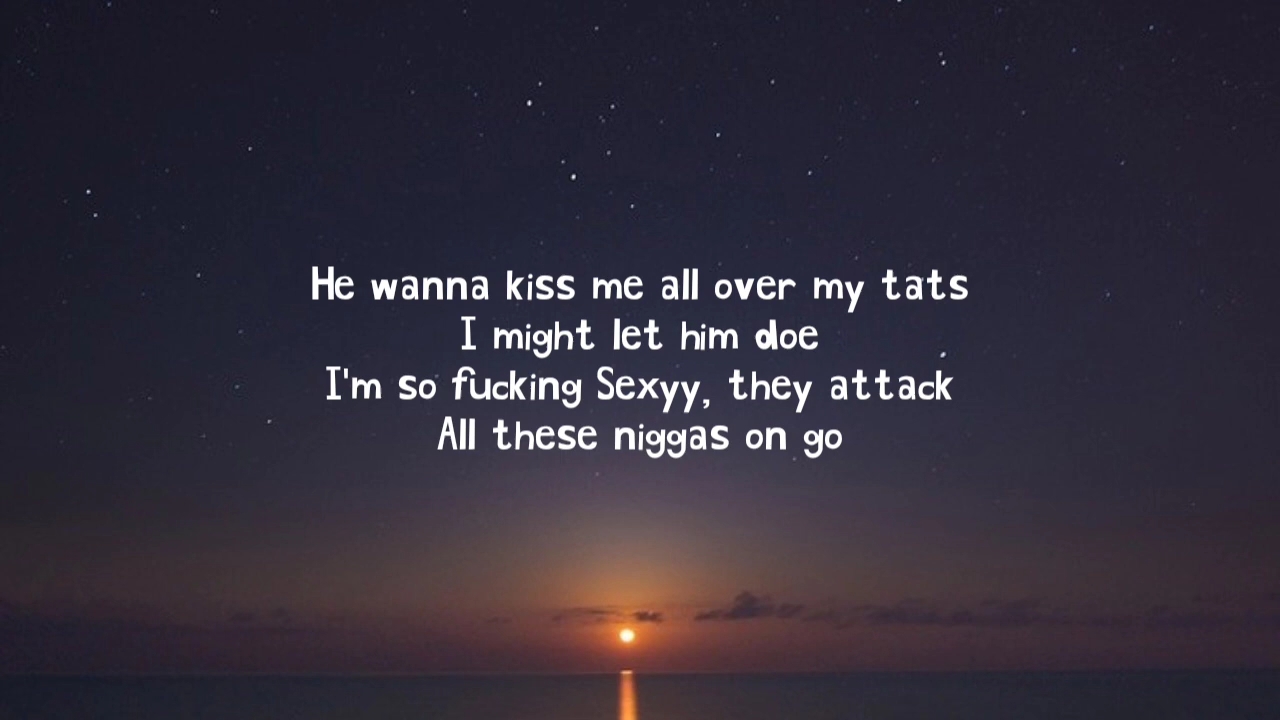 He wanna kiss me all over my tats
I might let him doe
I'm so fucking Sexyy, they attack
All these niggas on go